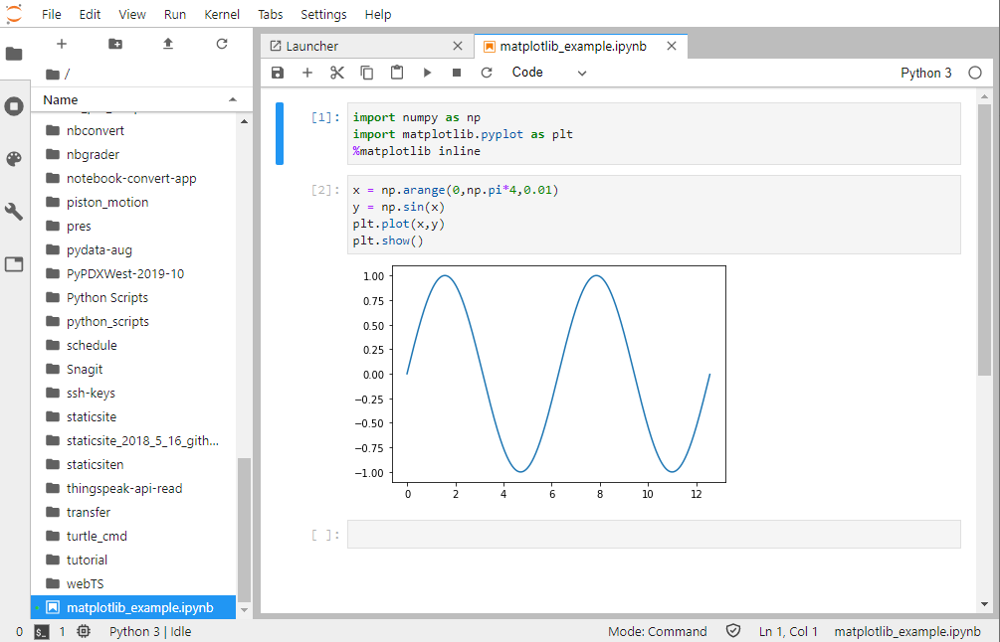 File Edit View Run Kernel Tabs Settings Help
Launcher
matplotlib_example.ipynb
/
Code
Python 3
Name
nbconvert
nbgrader
notebook-convert-app
piston_motion
pres
pydata-aug
PyPDXWest-2019-10
Python Scripts
python_scripts
schedule
Snagit
ssh-keys
staticsite
staticsite_2018_5_16_gith...
staticsiten
thingspeak-api-read
transfer
turtle_cmd
tutorial
webTS
matplotlib_example.ipynb
[1]: import numpy as np
import matplotlib.pyplot as plt
%matplotlib inline
[2]: x = np.arange(0,np.pi*4,0.01)
y = np.sin(x)
plt.plot(x,y)
plt.show()
1.00
0.75
0.50
0.25
0.00
−0.25
−0.50
−0.75
−1.00
0 2 4 6 8 10 12
[ ]:
0 $_ 1 Python 3 | Idle Mode: Command Ln 1, Col 1 matplotlib_example.ipynb